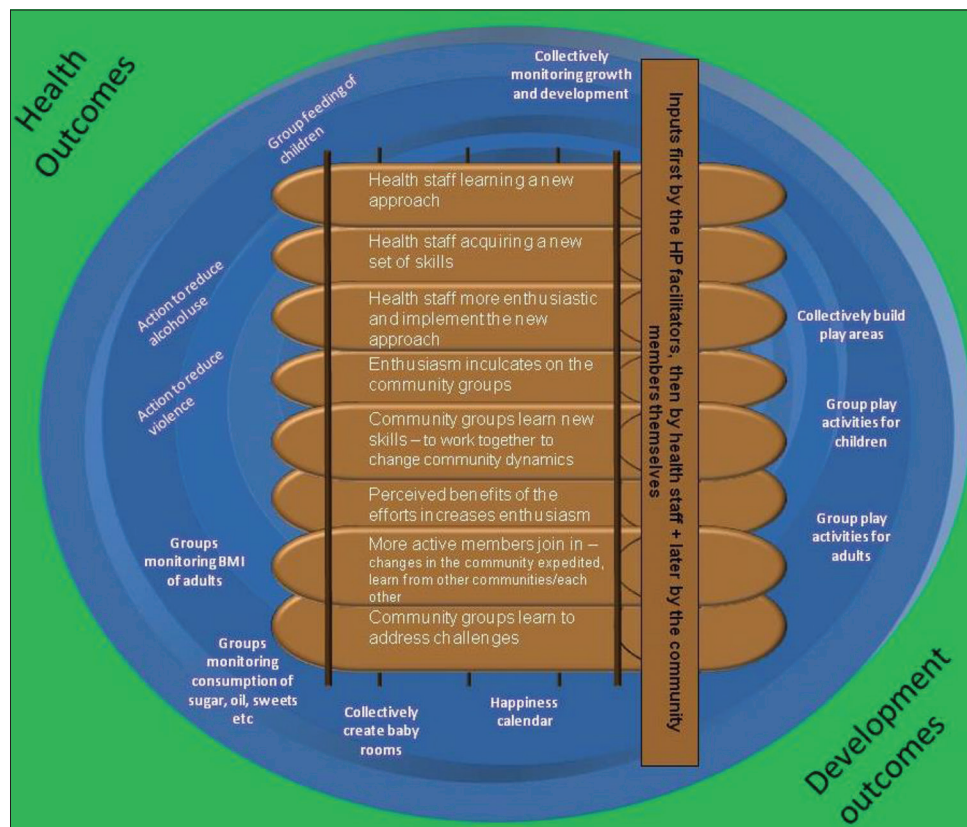 Health
Outcomes
Group feeding of
children
Collectively
monitoring growth
and development
Inputs first by the HP facilitators, then by health staff + later by the community
members themselves
Health staff learning a new
approach
Health staff acquiring a new
set of skills
Health staff more enthusiastic
and implement the new
approach
Enthusiasm inculcates on the
community groups
Community groups learn new
skills – to work together to
change community dynamics
Perceived benefits of the
efforts increases enthusiasm
More active members join in –
changes in the community expedited,
learn from other communities/each
other
Community groups learn to
address challenges
Action to reduce
alcohol use
Action to reduce
violence
Groups
monitoring BMI
of adults
Groups
monitoring
consumption of
sugar, oil, sweets
etc
Collectively
create baby
rooms
Happiness
calendar
Collectively build
play areas
Group play
activities for
children
Group play
activities for
adults
Development
outcomes